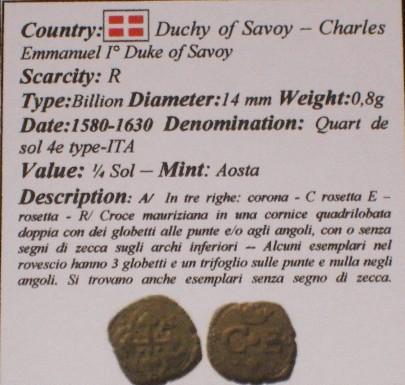 Country: Duchy of Savoy – Charles
Emmanuel I° Duke of Savoy
Scarcity: R
Type:Billion Diameter:14 mm Weight:0,8g
Date:1580-1630 Denomination: Quart de
sol 4e type-ITA
Value: ¼ Sol – Mint: Aosta
Description: A/ In tre righe: corona - C rosetta E –
rosetta - R/ Croce mauriziana in una cornice quadrilobata
doppia con dei globetti alle punte e/o agli angoli, con o senza
segni di zecca sugli archi inferiori -- Alcuni esemplari nel
rovescio hanno 3 globetti e un trifoglio sulle punte e nulla negli
angoli. Si trovano anche esemplari senza segno di zecca.